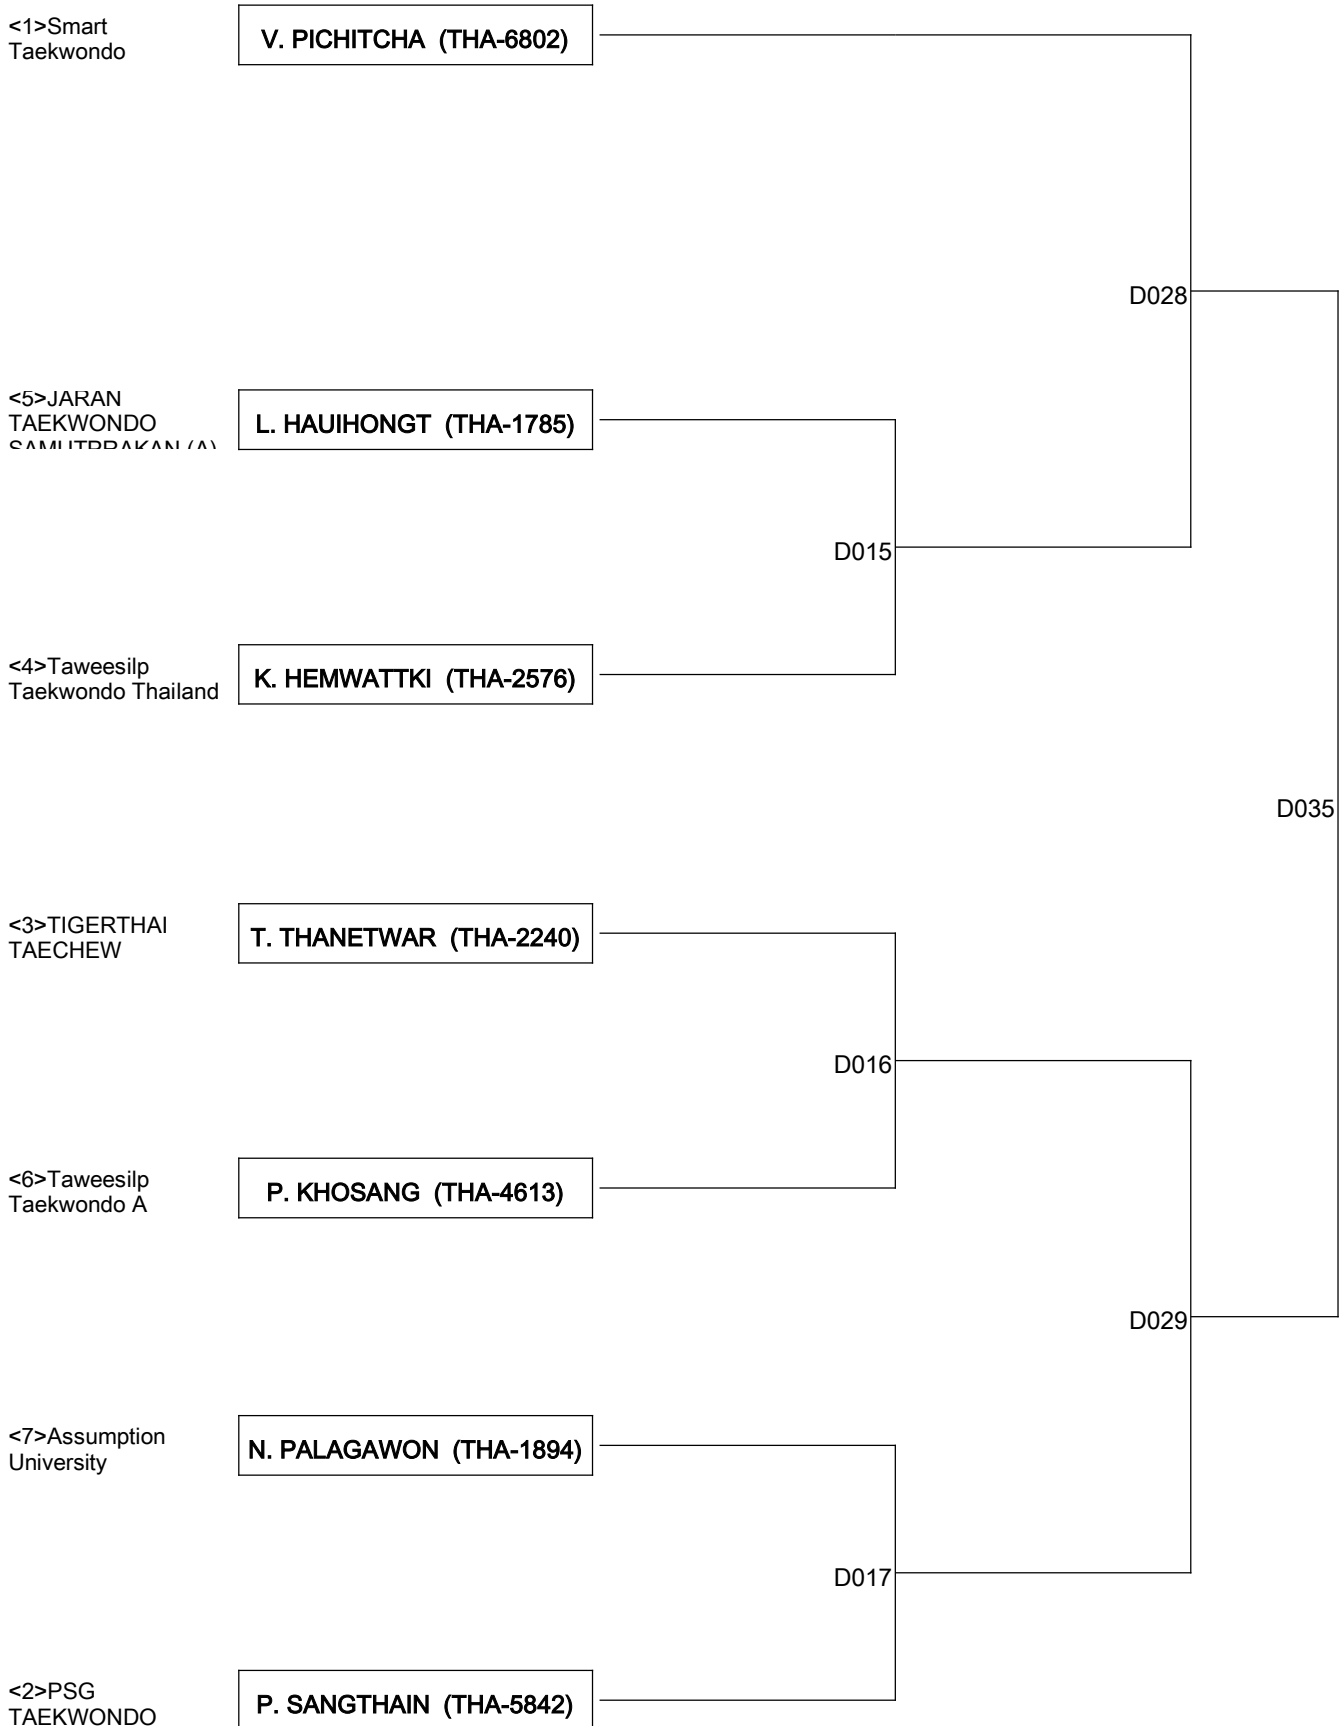 <1>Smart
Taekwondo
V. PICHITCHA (THA-6802)
D028
<5>JARAN
TAEKWONDO
SAMUTPRAKAN (A)
L. HAUIHONGT (THA-1785)
D015
<4>Taweesilp
Taekwondo Thailand
K. HEMWATTKI (THA-2576)
D035
<3>TIGERTHAI
TAECHEW
T. THANETWAR (THA-2240)
D016
<6>Taweesilp
Taekwondo A
P. KHOSANG (THA-4613)
D029
<7>Assumption
University
N. PALAGAWON (THA-1894)
D017
<2>PSG
TAEKWONDO
P. SANGTHAIN (THA-5842)